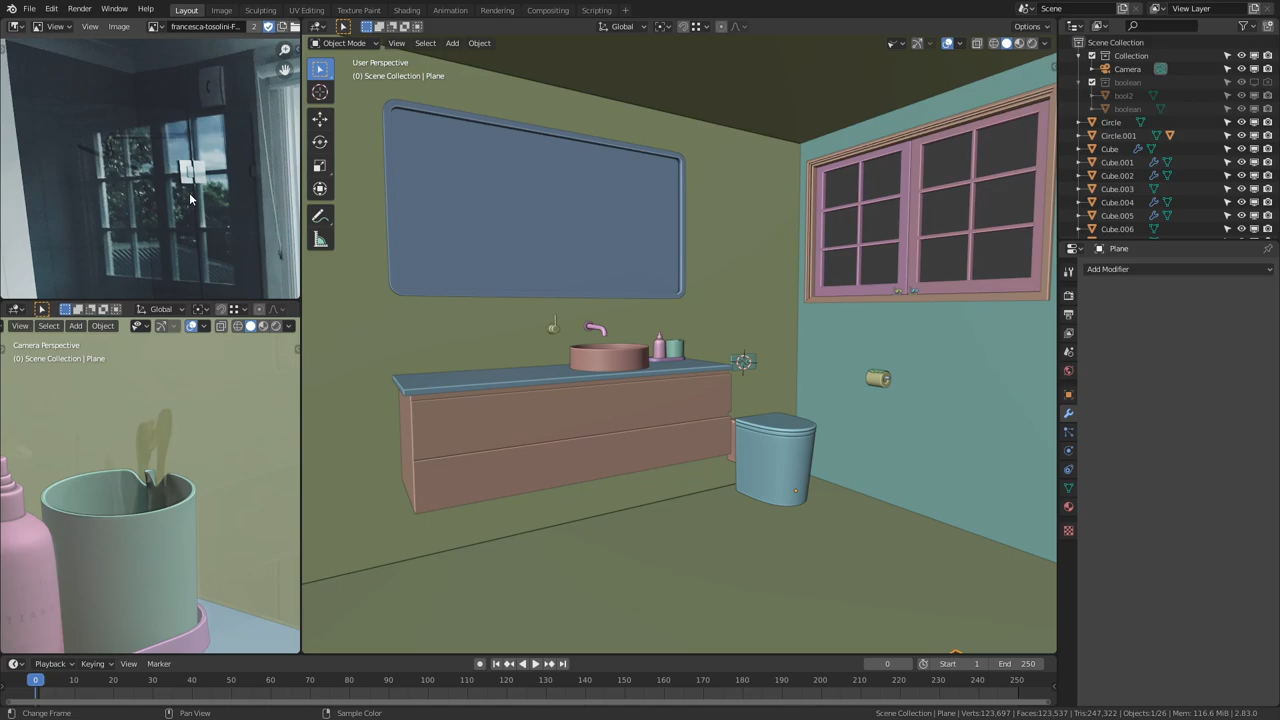 File Edit Render Window Help
Layout Image Sculpting UV Editing Texture Paint Shading Animation Rendering Compositing Scripting
Scene
View Layer
View View Image francesca-tosolini-F... 2
Global
Options
Object Mode View Select Add Object
Global
User Perspective
(0) Scene Collection | Plane
View Select Add Object
Camera Perspective
(0) Scene Collection | Plane
Scene Collection
Collection
Camera
boolean
bool2
boolean
Circle
Circle.001
Cube
Cube.001
Cube.002
Cube.003
Cube.004
Cube.005
Cube.006
Plane
Add Modifier
Playback Keying View Marker
0 Start 1 End 250
0 10 20 30 40 50 60 70 80 90 100 110 120 130 140 150 160 170 180 190 200 210 220 230 240 250
Change Frame Pan View Sample Color
Scene Collection | Plane | Verts:123,697 | Faces:123,537 | Tris:247,322 | Objects:1/26 | Mem: 116.6 MiB | 2.83.0